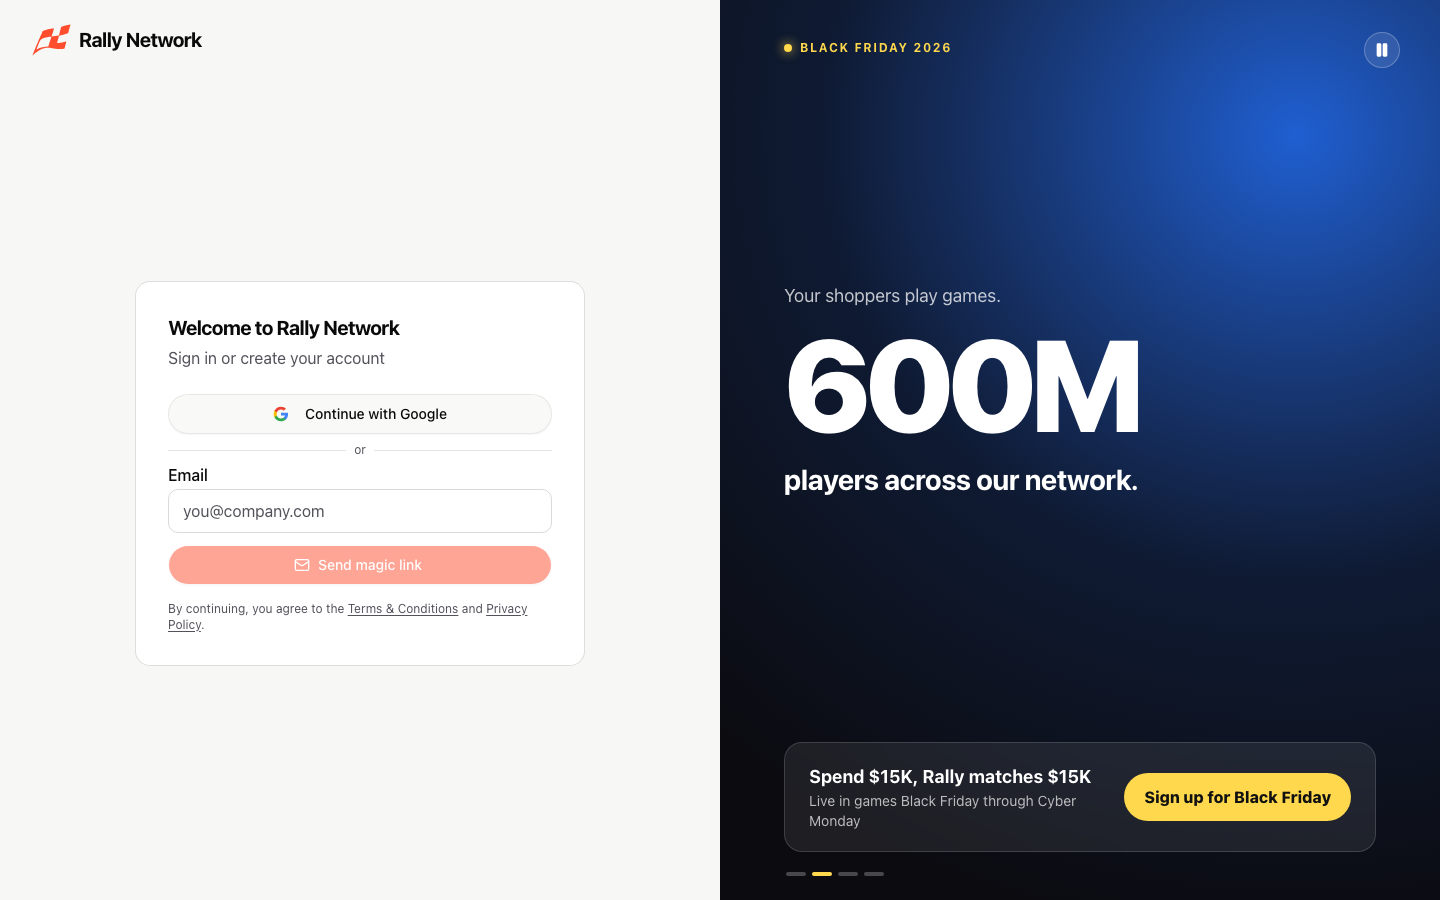 Rally Network
Welcome to Rally Network
Sign in or create your account
Continue with Google
or
Email
you@company.com
Send magic link
By continuing, you agree to the Terms & Conditions and Privacy
Policy.
BLACK FRIDAY 2026
Your shoppers play games.
600M
players across our network.
Spend $15K, Rally matches $15K
Live in games Black Friday through Cyber
Monday
Sign up for Black Friday